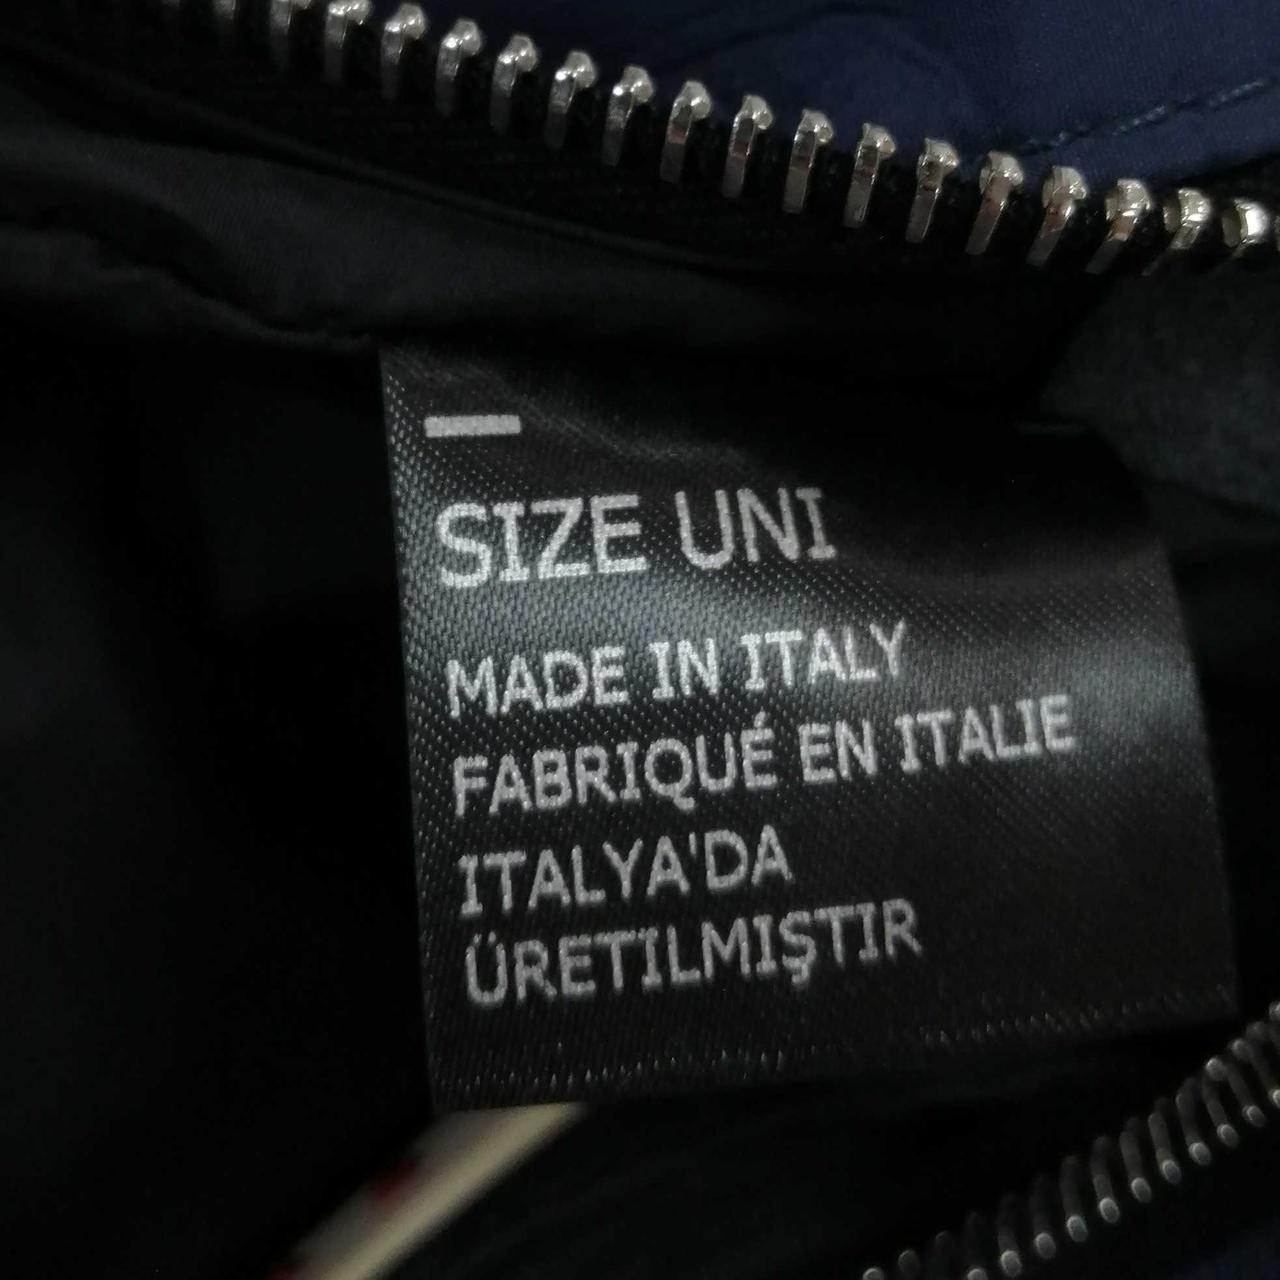 SIZE UNI
MADE IN ITALY
FABRIQUÉ EN ITALIE
ITALYA'DA
ÜRETILMIŞTIR